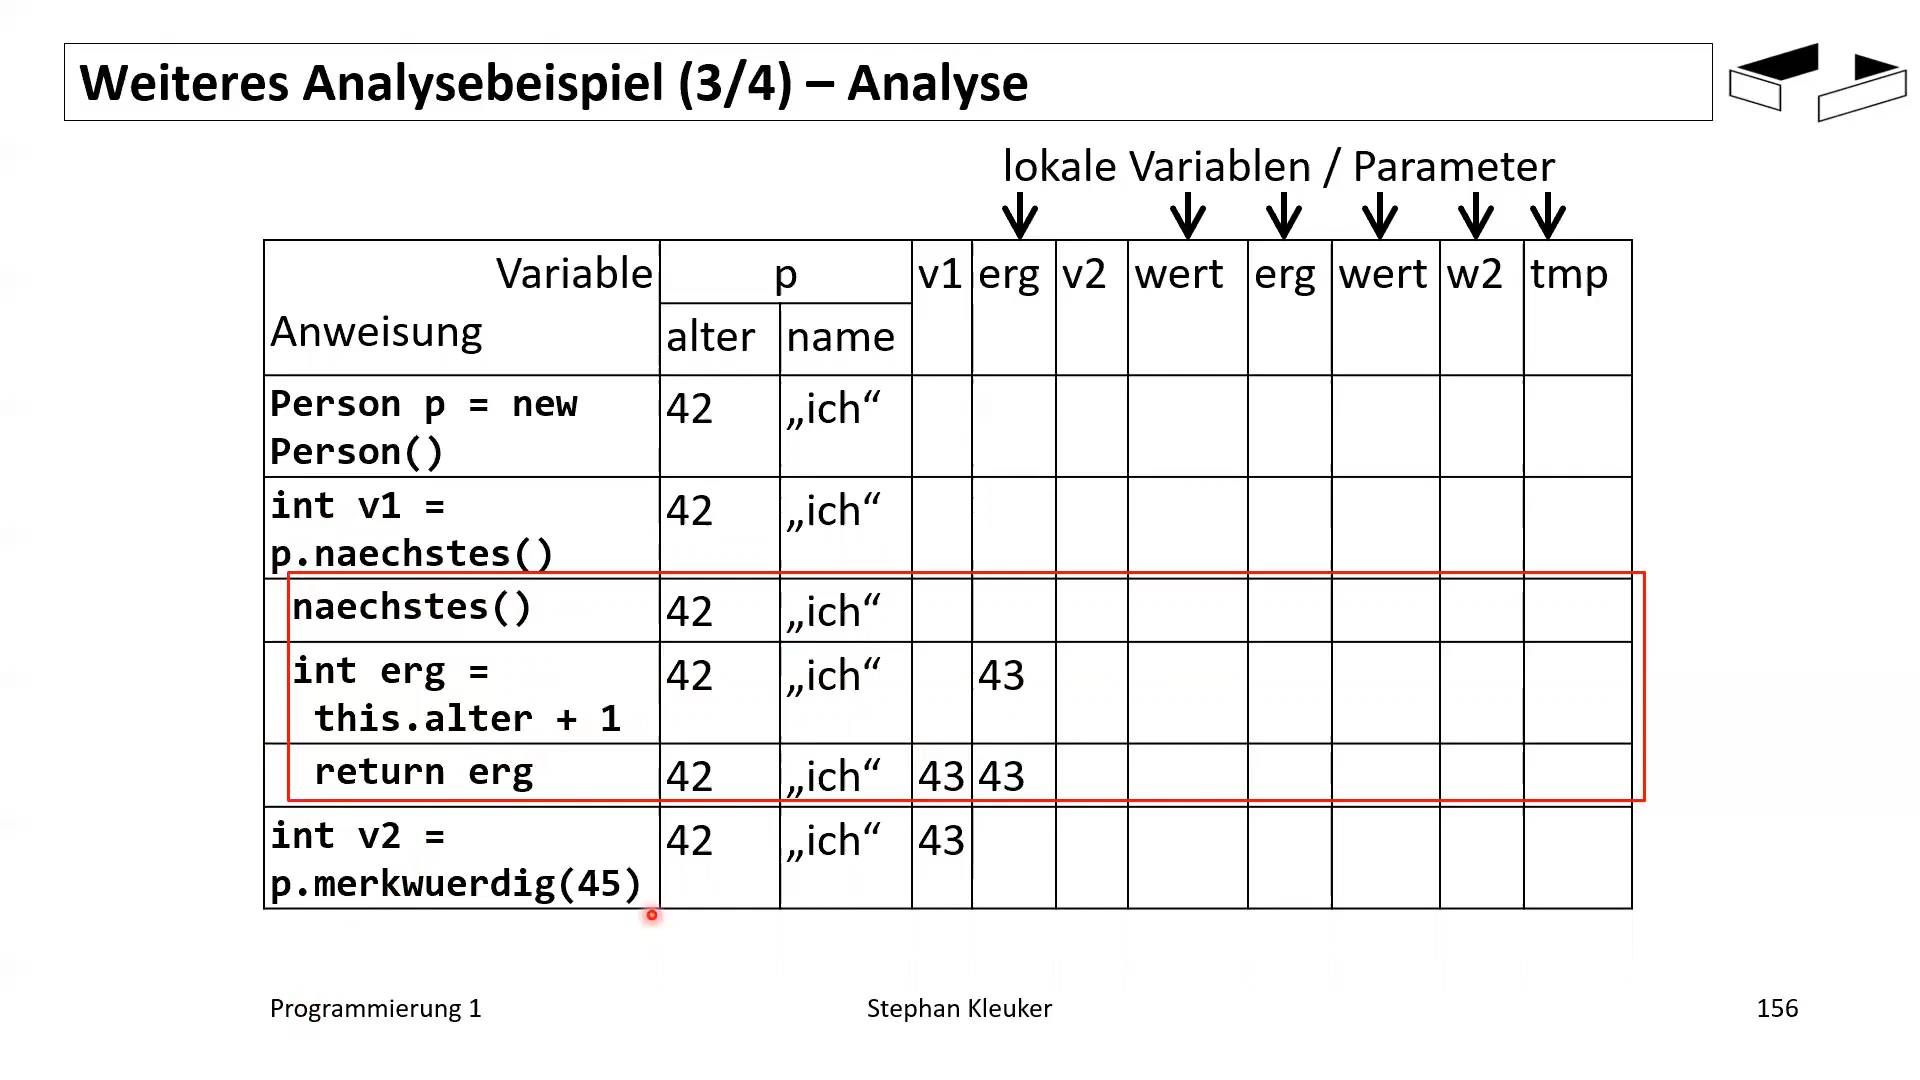 Weiteres Analysebeispiel (3/4) – Analyse
lokale Variablen / Parameter
Variable p v1 erg v2 wert erg wert w2 tmp
Anweisung alter name
Person p = new 42 „ich“
Person()
int v1 = 42 „ich“
p.naechstes()
naechstes() 42 „ich“
int erg = 42 „ich“ 43
this.alter + 1
return erg 42 „ich“ 43 43
int v2 = 42 „ich“ 43
p.merkwuerdig(45)
Programmierung 1 Stephan Kleuker 156